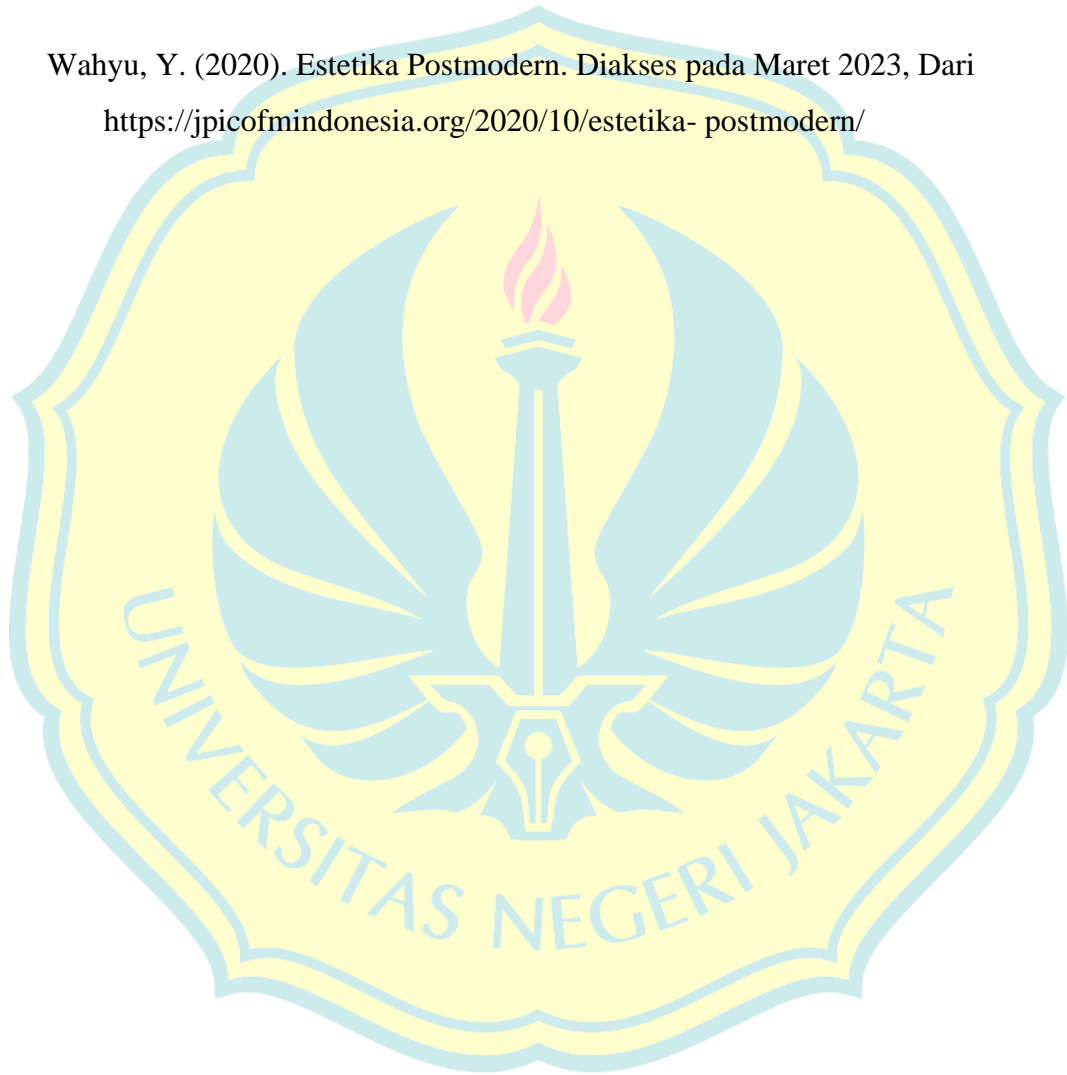 Wahyu, Y. (2020). Estetika Postmodern. Diakses pada Maret 2023, Dari
https://jpicofmindonesia.org/2020/10/estetika- postmodern/
UNIVERSITAS NEGERI JAKARTA